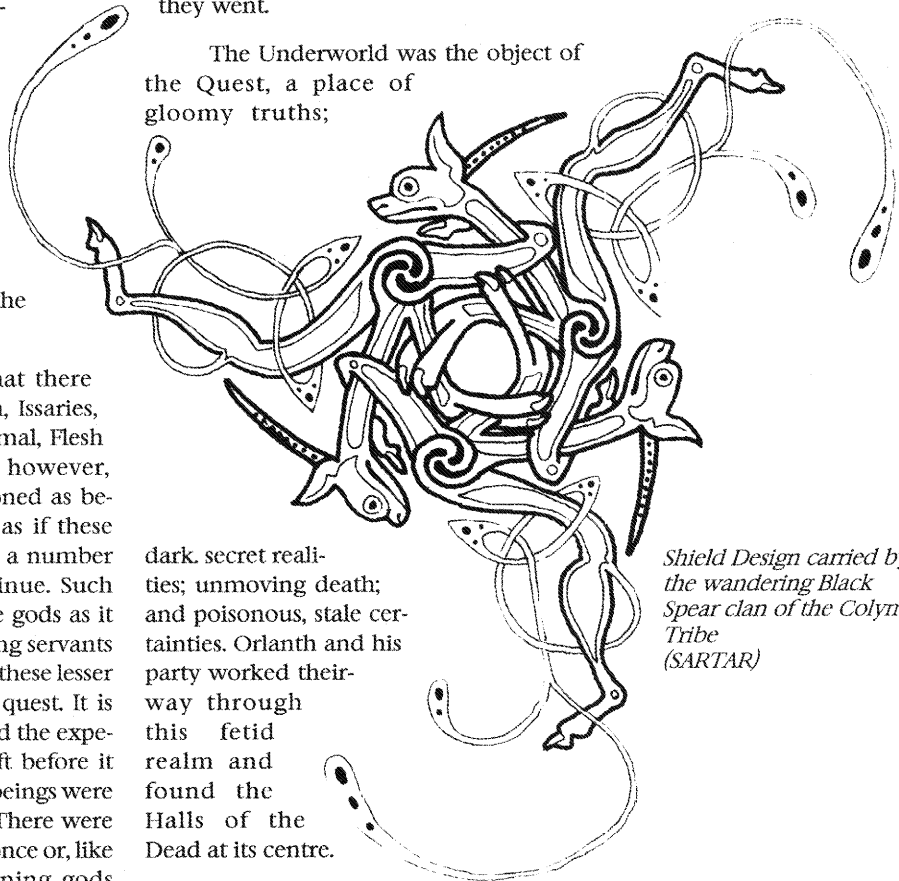 he
hat there
Issaries,
mal, Flesh
however,
oned as be-
as if these
a number
inue. Such
e gods as it
ng servants
these lesser
quest. It is
d the expe-
ft before it
beings were
There were
once or, like
ning gods
they went.
The Underworld was the object of
the Quest, a place of
gloomy truths;
dark. secret reali-
ties; unmoving death;
and poisonous, stale cer-
tainties. Orlanth and his
party worked their-
way through
this fetid
realm and
found the
Halls of the
Dead at its centre.
Shield Design carried by
the wandering Black
Spear clan of the Colyn
Tribe
(SARTAR)